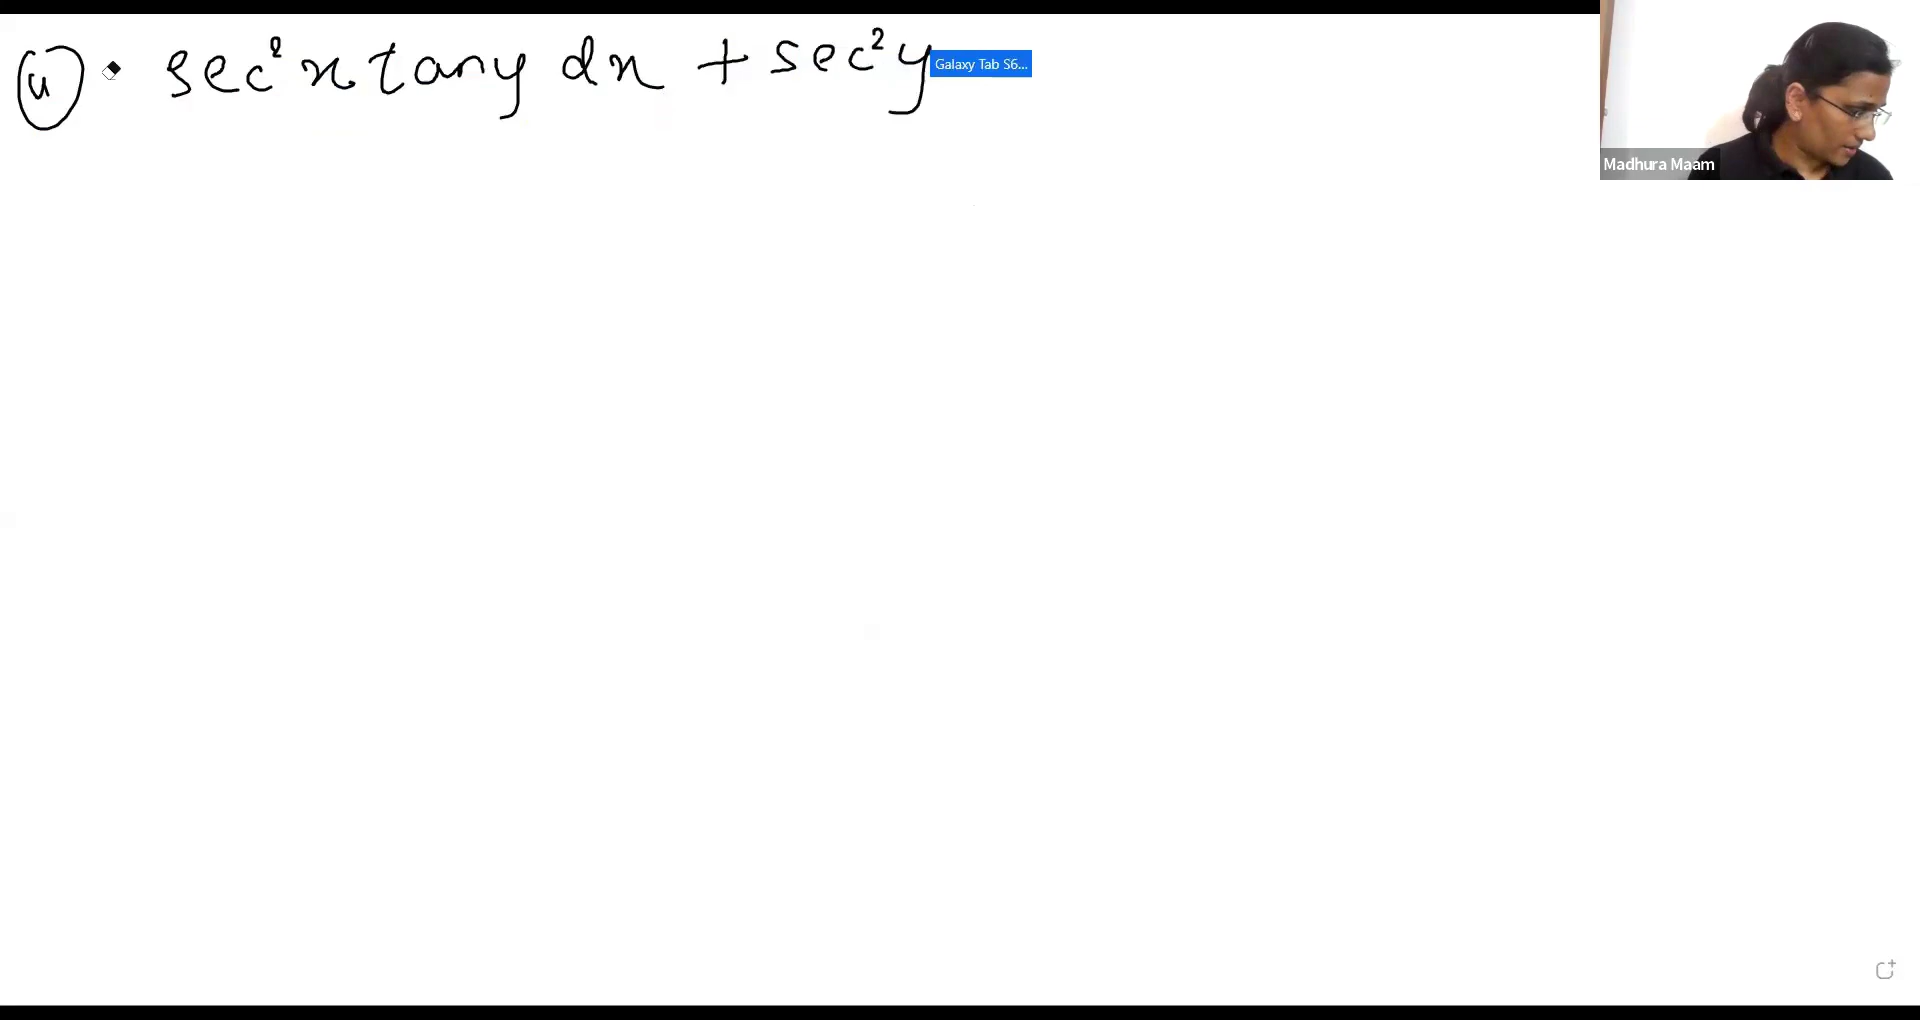 (ii) • sec²x tany dx + sec²y
Galaxy Tab S6...
Madhura Maam